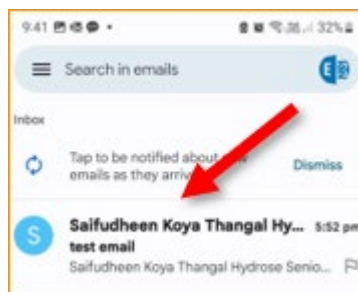 9:41
32%
Search in emails
Inbox
Tap to be notified about
emails as they arrive
Dismiss
S
Saifudheen Koya Thangal Hy... 5:52 pm
test email
Saifudheen Koya Thangal Hydrose Senio...